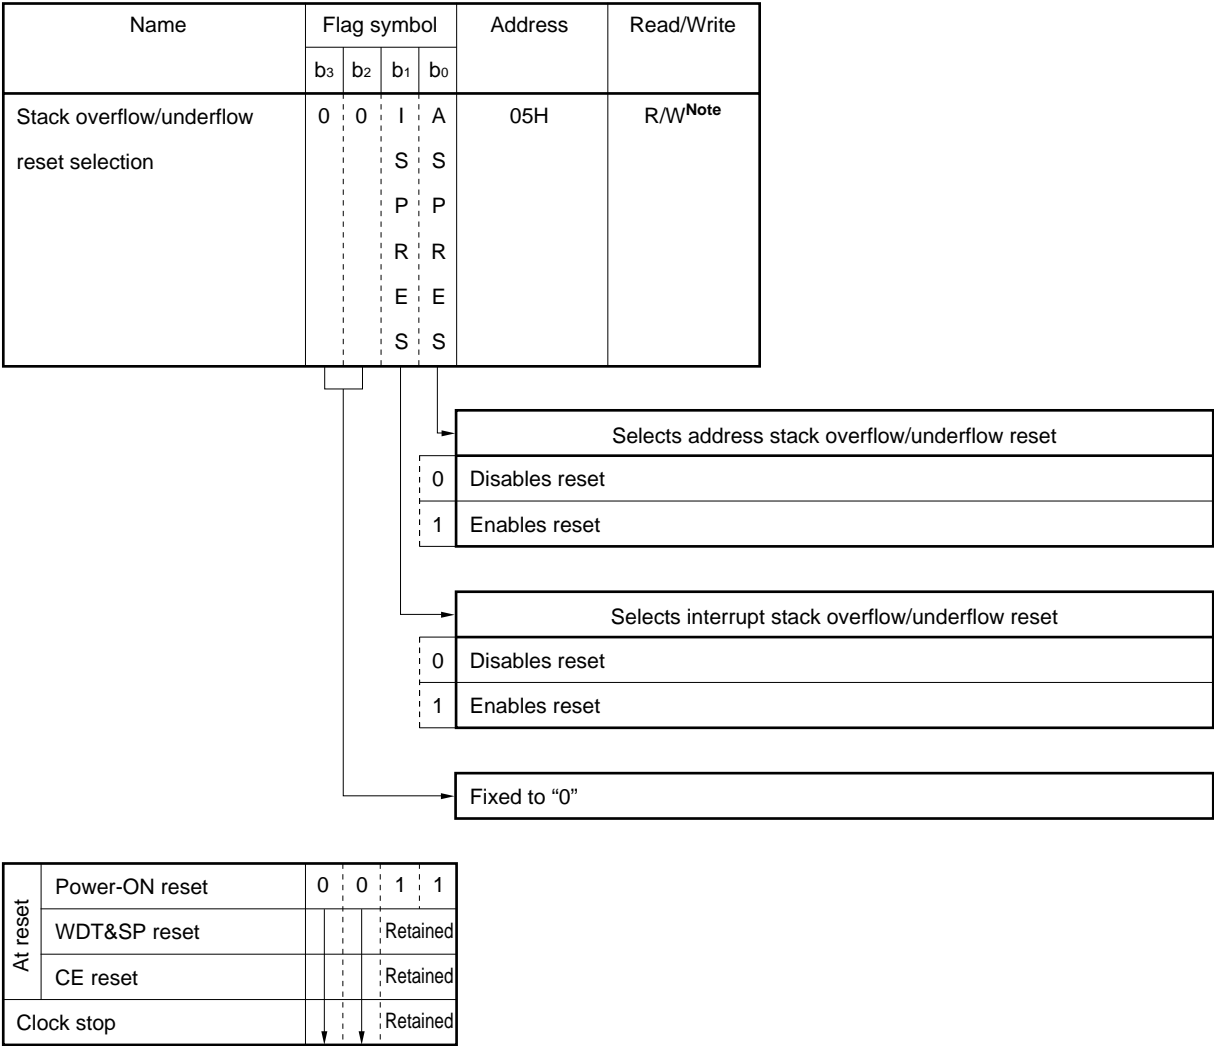 Name Flag symbol Address Read/Write
b3 b2 b1 b0
Stack overflow/underflow 0 0 I A 05H R/WNote
reset selection S S
P P
R R
E E
S S
Selects address stack overflow/underflow reset
0 Disables reset
1 Enables reset
Selects interrupt stack overflow/underflow reset
0 Disables reset
1 Enables reset
Fixed to “0”
At reset
Power-ON reset 0 0 1 1
WDT&SP reset Retained
CE reset Retained
Clock stop Retained